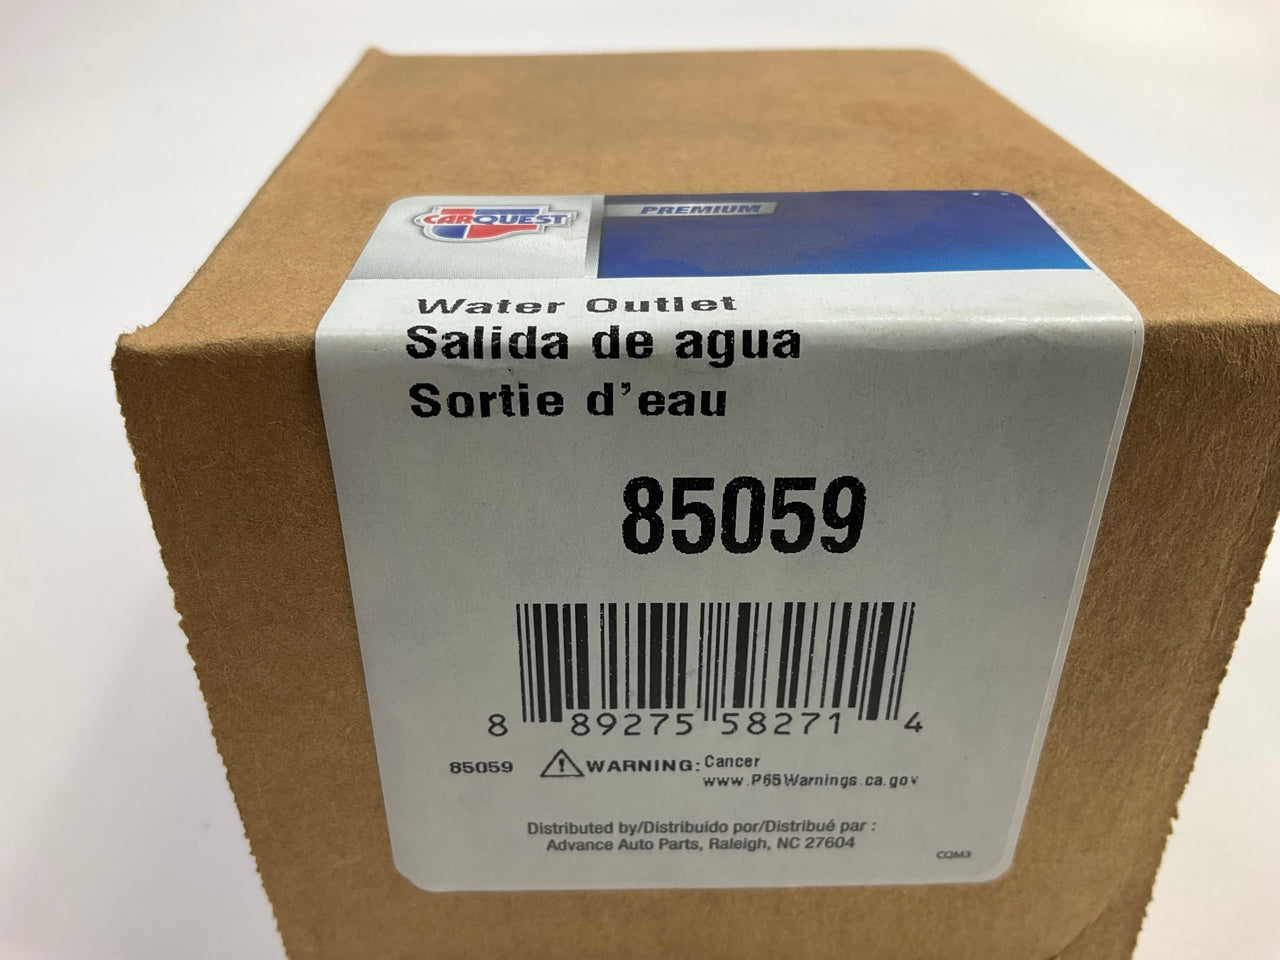 CARQUEST
PREMIUM
Water Outlet
Salida de agua
Sortie d'eau
85059
8 89275 58271 4
85059 WARNING: Cancer
www.P65Warnings.ca.gov
Distributed by/Distribuido por/Distribué par :
Advance Auto Parts, Raleigh, NC 27604
CQM3